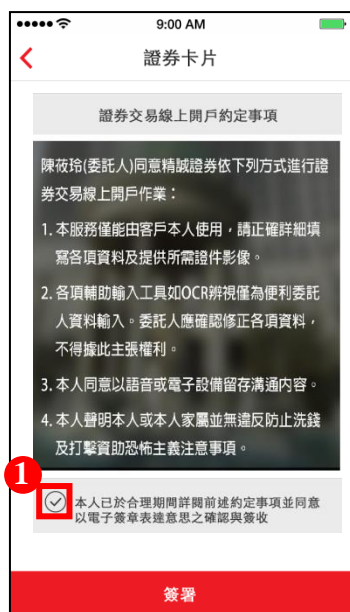 9:00 AM
證券卡片
證券交易線上開戶約定事項
陳莜玲(委託人)同意精誠證券依下列方式進行證
券交易線上開戶作業：
1. 本服務僅能由客戶本人使用，請正確詳細填
寫各項資料及提供所需證件影像。
2. 各項輔助輸入工具如OCR辨視僅為便利委託
人資料輸入。委託人應確認修正各項資料，
不得據此主張權利。
3. 本人同意以語音或電子設備留存溝通內容。
4. 本人聲明本人或本人家屬並無違反防止洗錢
及打擊資助恐怖主義注意事項。
1
本人已於合理期間詳閱前述約定事項並同意
以電子簽章表達意思之確認與簽收
簽署